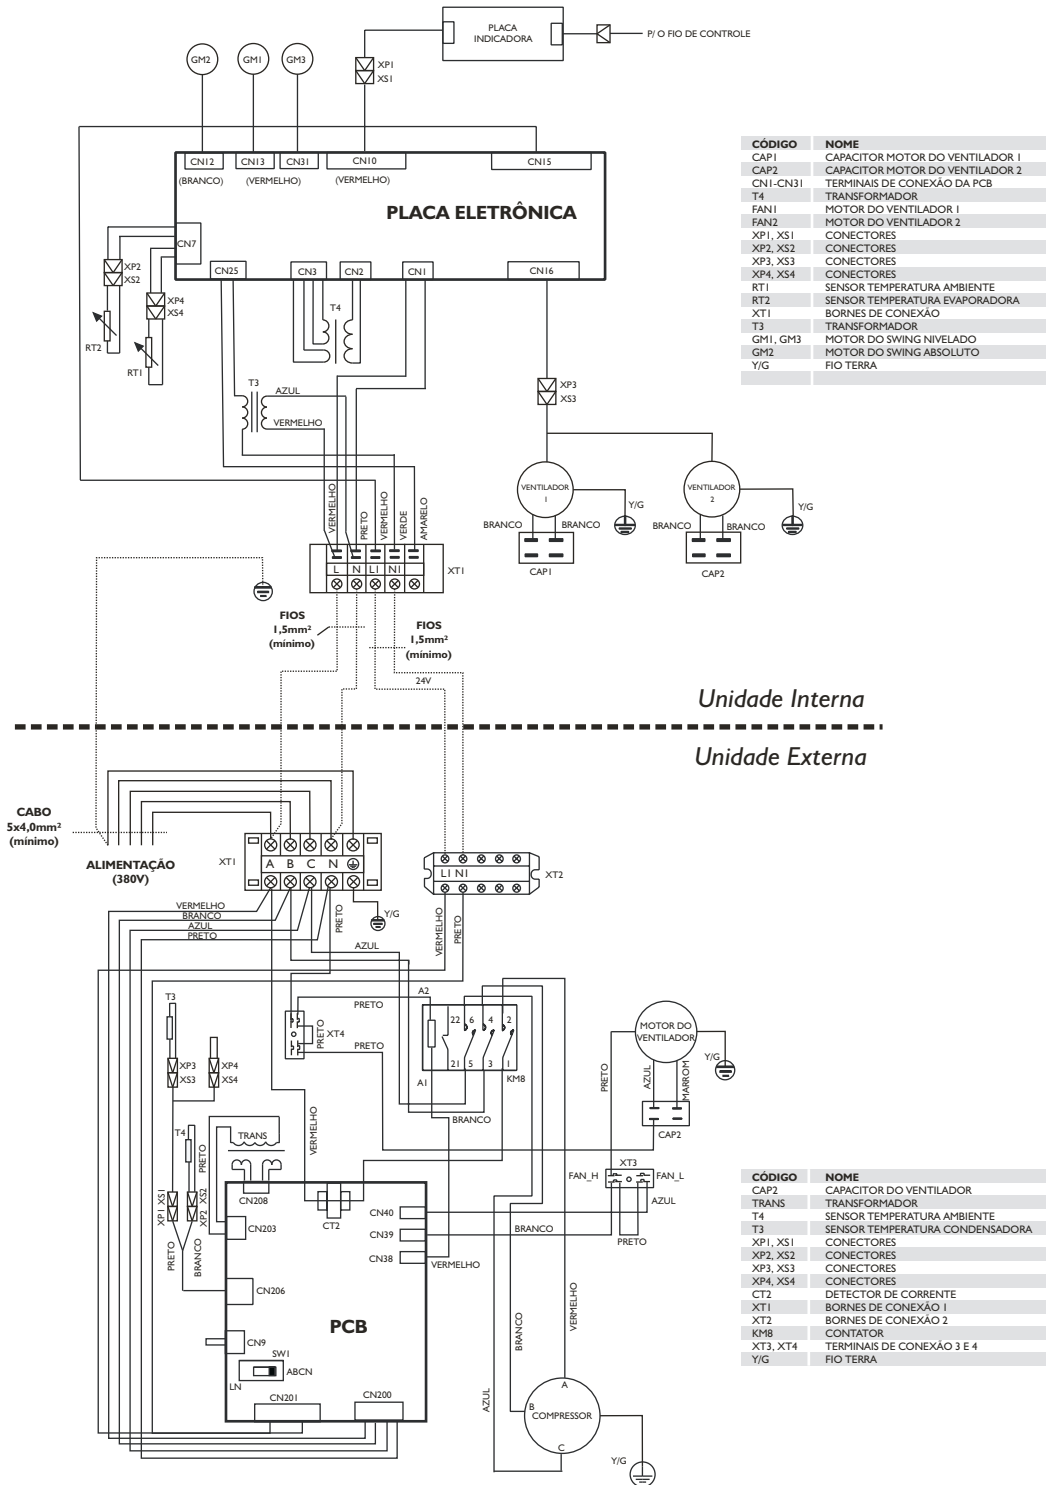 PLACA
INDICADORA
P/ O FIO DE CONTROLE
GM2
GM1
GM3
XP1
XS1
CN12
CN13
CN31
CN10
CN15
(BRANCO)
(VERMELHO)
(VERMELHO)
PLACA ELETRÔNICA
CN7
CN25
CN3
CN2
CN1
CN16
XP2
XS2
XP4
XS4
RT2
RT1
T4
T3
AZUL
VERMELHO
XP3
XS3
VENTILADOR
1
VENTILADOR
2
Y/G
Y/G
BRANCO
BRANCO
BRANCO
BRANCO
CAP1
CAP2
VERMELHO
PRETO
VERMELHO
VERDE
AMARELO
L N L1 N1
XT1
FIOS
1,5mm²
(mínimo)
FIOS
1,5mm²
(mínimo)
24V
CÓDIGO NOME
CAP1 CAPACITOR MOTOR DO VENTILADOR 1
CAP2 CAPACITOR MOTOR DO VENTILADOR 2
CN1-CN31 TERMINAIS DE CONEXÃO DA PCB
T4 TRANSFORMADOR
FAN1 MOTOR DO VENTILADOR 1
FAN2 MOTOR DO VENTILADOR 2
XP1, XS1 CONECTORES
XP2, XS2 CONECTORES
XP3, XS3 CONECTORES
XP4, XS4 CONECTORES
RT1 SENSOR TEMPERATURA AMBIENTE
RT2 SENSOR TEMPERATURA EVAPORADORA
XT1 BORNES DE CONEXÃO
T3 TRANSFORMADOR
GM1, GM3 MOTOR DO SWING NIVELADO
GM2 MOTOR DO SWING ABSOLUTO
Y/G FIO TERRA
Unidade Interna
Unidade Externa
CABO
5x4,0mm²
(mínimo)
ALIMENTAÇÃO
(380V)
XT1
A B C N
L1 N1
XT2
VERMELHO
BRANCO
AZUL
PRETO
PRETO
Y/G
AZUL
VERMELHO
PRETO
T3
XP3
XS3
XP4
XS4
PRETO
XT4
PRETO
PRETO
A2
A1
22 6 4 2
21 5 3 1
KM8
BRANCO
MOTOR DO
VENTILADOR
Y/G
PRETO
AZUL
MARROM
CAP2
T4
PRETO
TRANS
VERMELHO
XP1 XS1
XP2 XS2
PRETO
BRANCO
CN208
CN203
CT2
CN40
CN39
CN38
VERMELHO
CN206
PCB
CN9
SW1
ABCN
LN
CN201
CN200
XT3
FAN_H
FAN_L
AZUL
BRANCO
PRETO
BRANCO
VERMELHO
AZUL
A
B
COMPRESSOR
C
Y/G
CÓDIGO NOME
CAP2 CAPACITOR DO VENTILADOR
TRANS TRANSFORMADOR
T4 SENSOR TEMPERATURA AMBIENTE
T3 SENSOR TEMPERATURA CONDENSADORA
XP1, XS1 CONECTORES
XP2, XS2 CONECTORES
XP3, XS3 CONECTORES
XP4, XS4 CONECTORES
CT2 DETECTOR DE CORRENTE
XT1 BORNES DE CONEXÃO 1
XT2 BORNES DE CONEXÃO 2
KM8 CONTATOR
XT3, XT4 TERMINAIS DE CONEXÃO 3 E 4
Y/G FIO TERRA